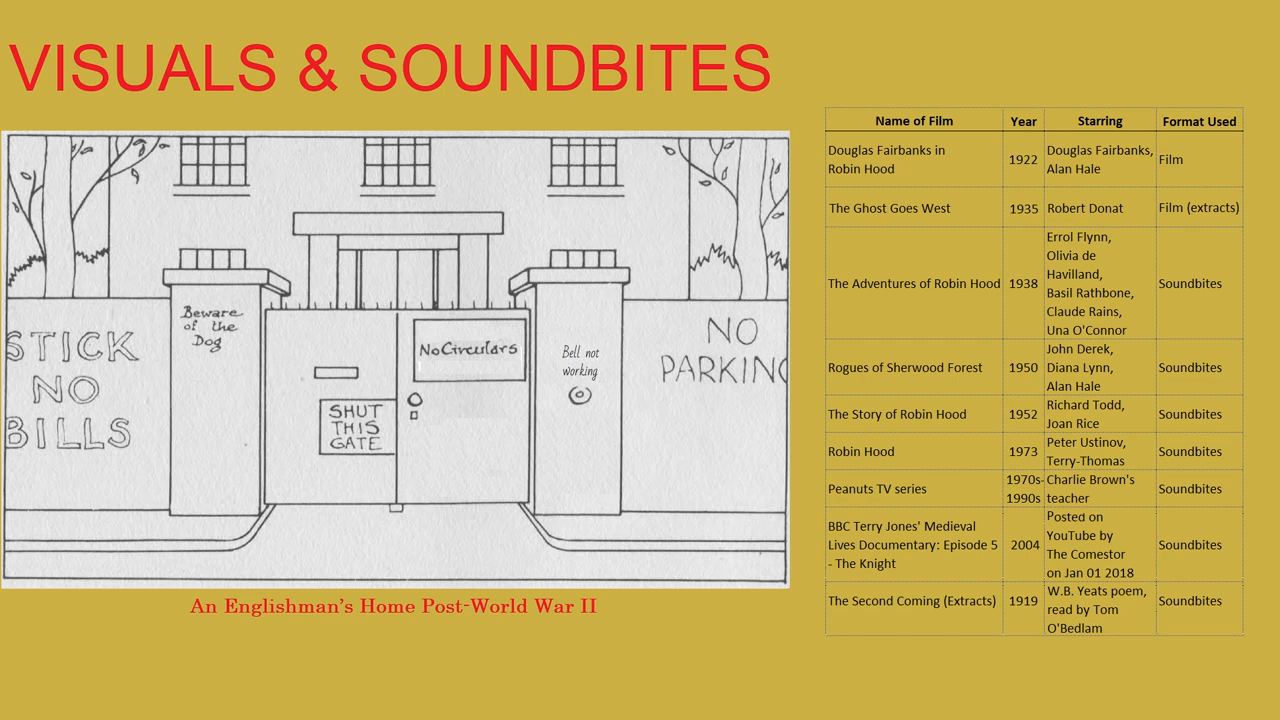 VISUALS & SOUNDBITES
STICK
NO
BILLS
Beware
of the
Dog
SHUT
THIS
GATE
NoCirculars
Bell not
working
NO
PARKING
An Englishman's Home Post-World War II
Name of Film Year Starring Format Used
Douglas Fairbanks in
Robin Hood
1922
Douglas Fairbanks,
Alan Hale
Film
The Ghost Goes West 1935 Robert Donat Film (extracts)
The Adventures of Robin Hood 1938
Errol Flynn,
Olivia de
Havilland,
Basil Rathbone,
Claude Rains,
Una O'Connor
Soundbites
Rogues of Sherwood Forest 1950
John Derek,
Diana Lynn,
Alan Hale
Soundbites
The Story of Robin Hood 1952
Richard Todd,
Joan Rice
Soundbites
Robin Hood 1973
Peter Ustinov,
Terry-Thomas
Soundbites
Peanuts TV series
1970s-
1990s
Charlie Brown's
teacher
Soundbites
BBC Terry Jones' Medieval
Lives Documentary: Episode 5
- The Knight
2004
Posted on
YouTube by
The Comestor
on Jan 01 2018
Soundbites
The Second Coming (Extracts) 1919
W.B. Yeats poem,
read by Tom
O'Bedlam
Soundbites